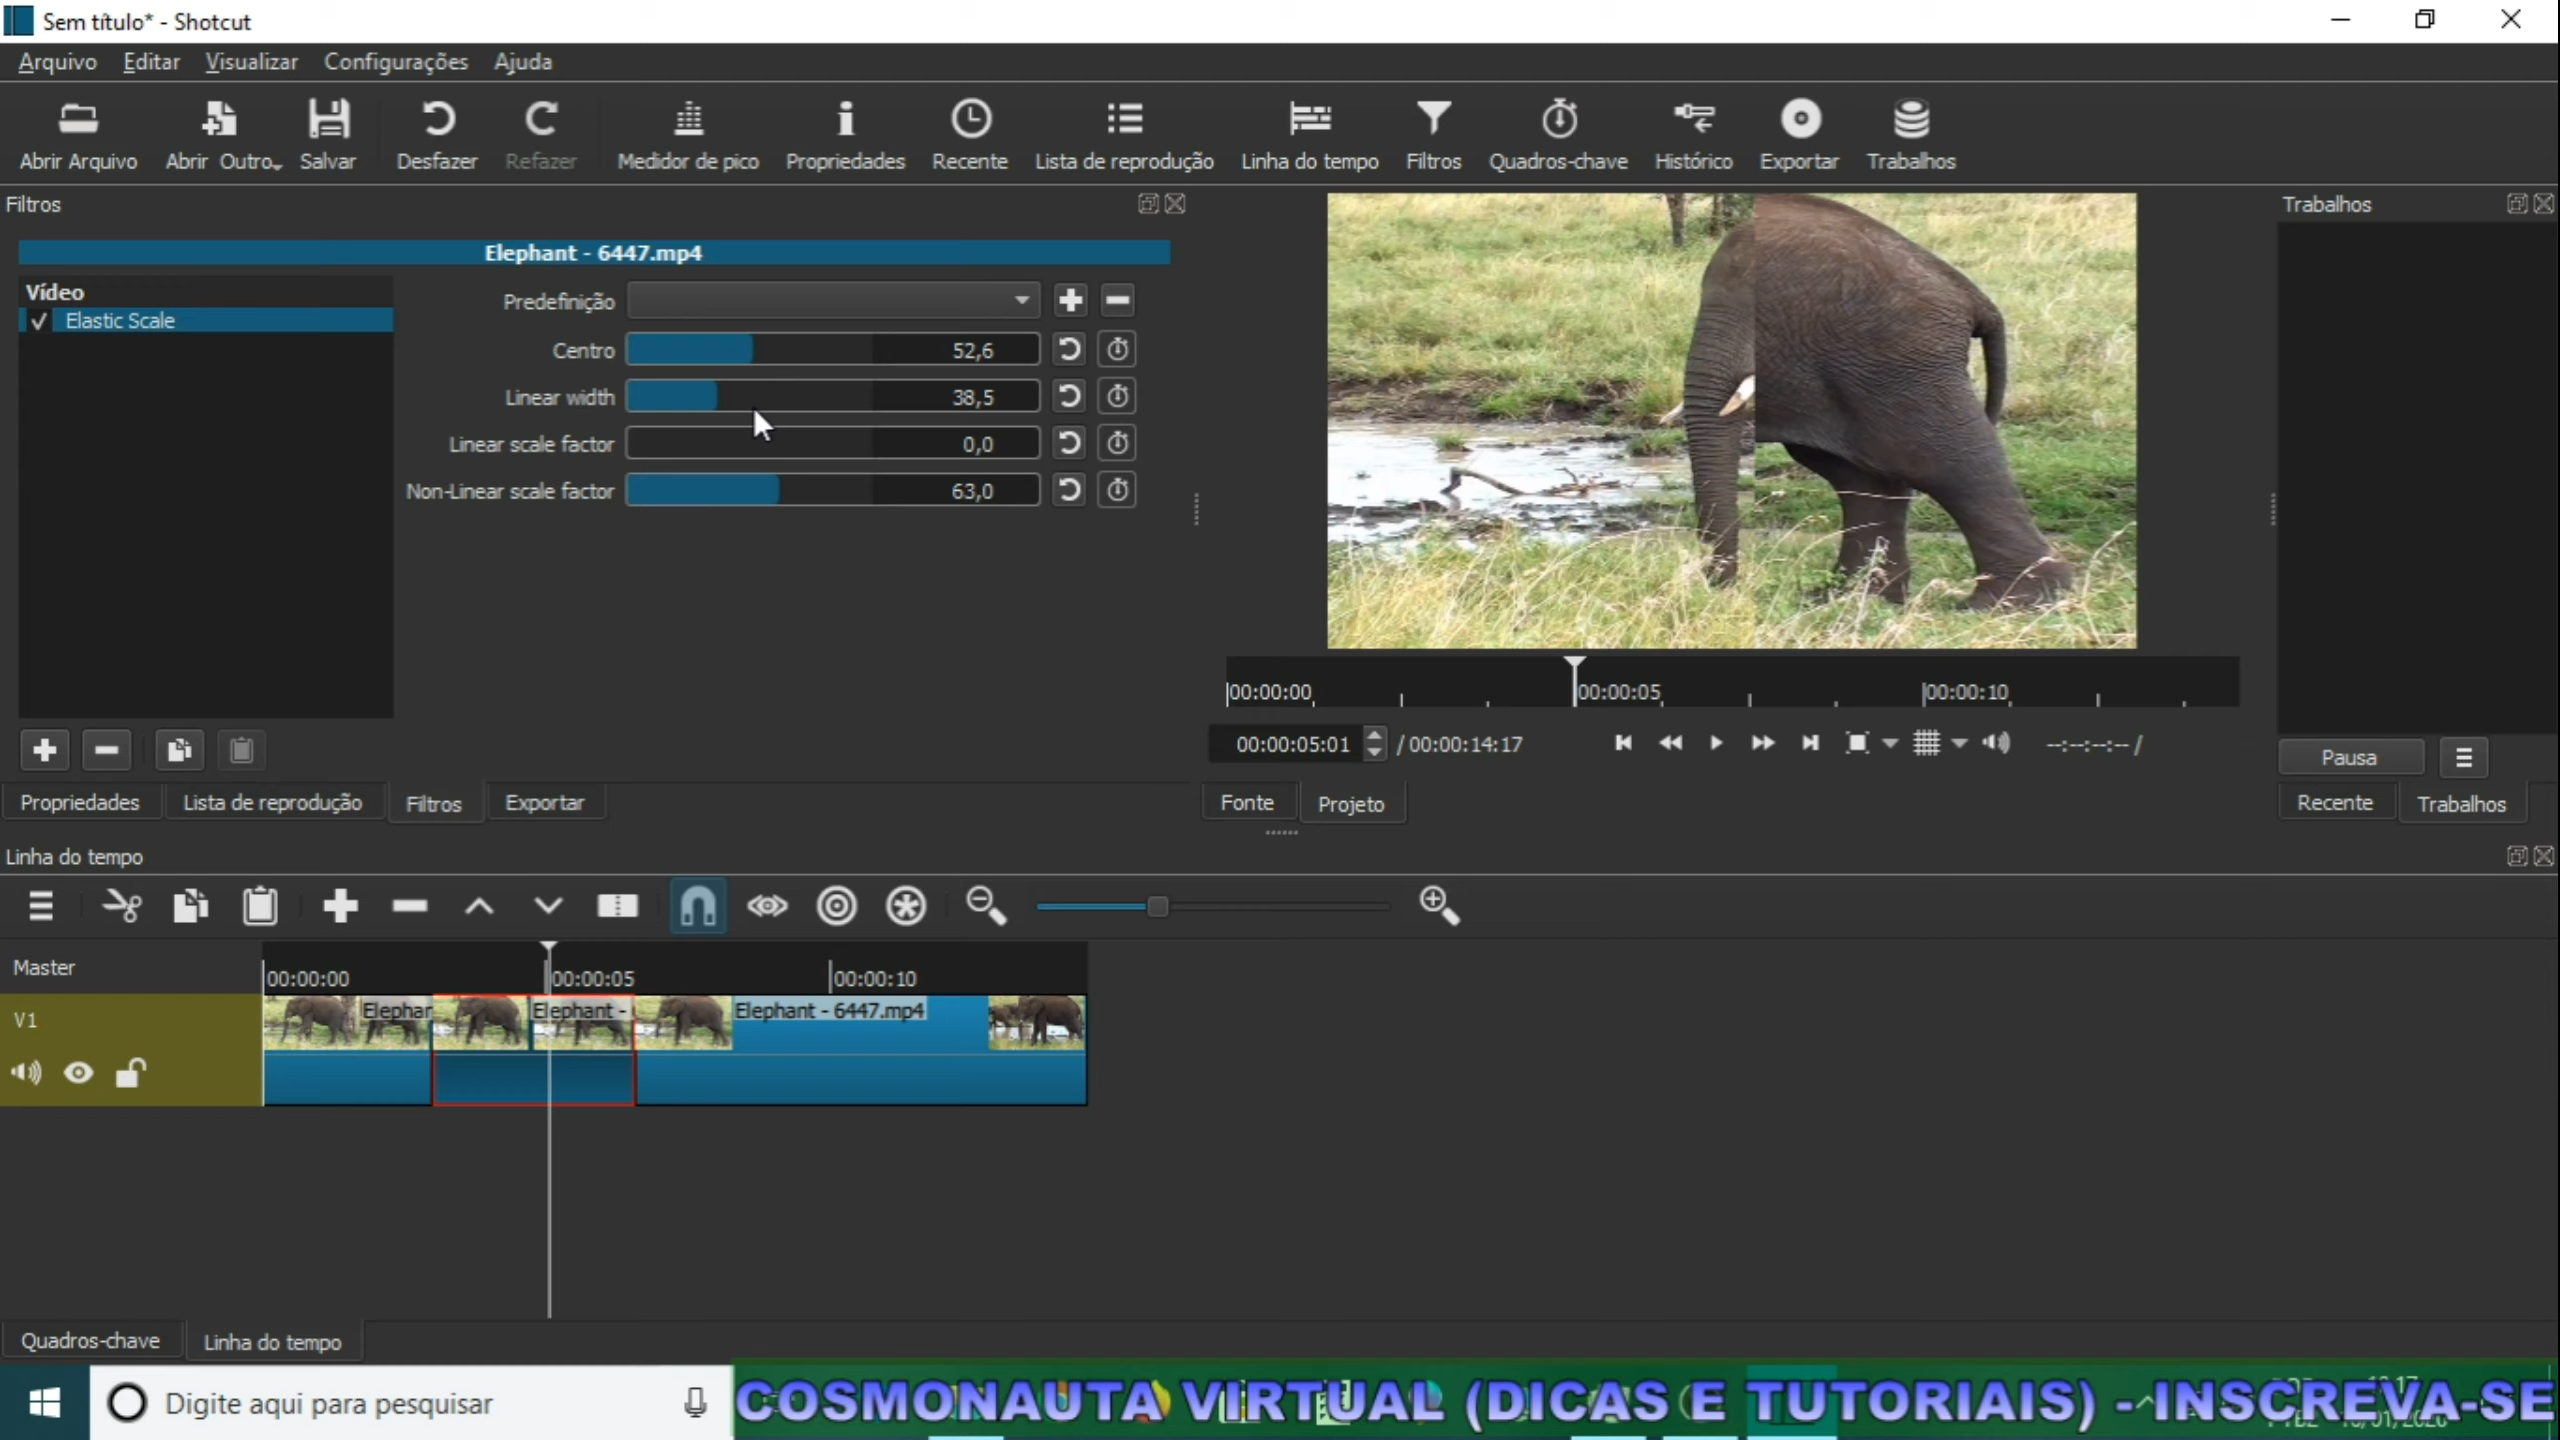 Sem título* - Shotcut
Arquivo Editar Visualizar Configurações Ajuda
Abrir Arquivo Abrir Outro Salvar Desfazer Refazer Medidor de pico Propriedades Recente Lista de reprodução Linha do tempo Filtros Quadros-chave Histórico Exportar Trabalhos
Filtros
Trabalhos
Elephant - 6447.mp4
Vídeo
Elastic Scale
Predefinição
Centro 52,6
Linear width 38,5
Linear scale factor 0,0
Non-Linear scale factor 63,0
00:00:00 00:00:05 00:00:10
00:00:05:01 / 00:00:14:17 --:--:--:-- /
Pausa
Propriedades Lista de reprodução Filtros Exportar
Fonte Projeto
Recente Trabalhos
Linha do tempo
Master
00:00:00 00:00:05 00:00:10
V1
Elephan Elephant - Elephant - 6447.mp4
Quadros-chave Linha do tempo
Digite aqui para pesquisar
COSMONAUTA VIRTUAL (DICAS E TUTORIAIS) - INSCREVA-SE